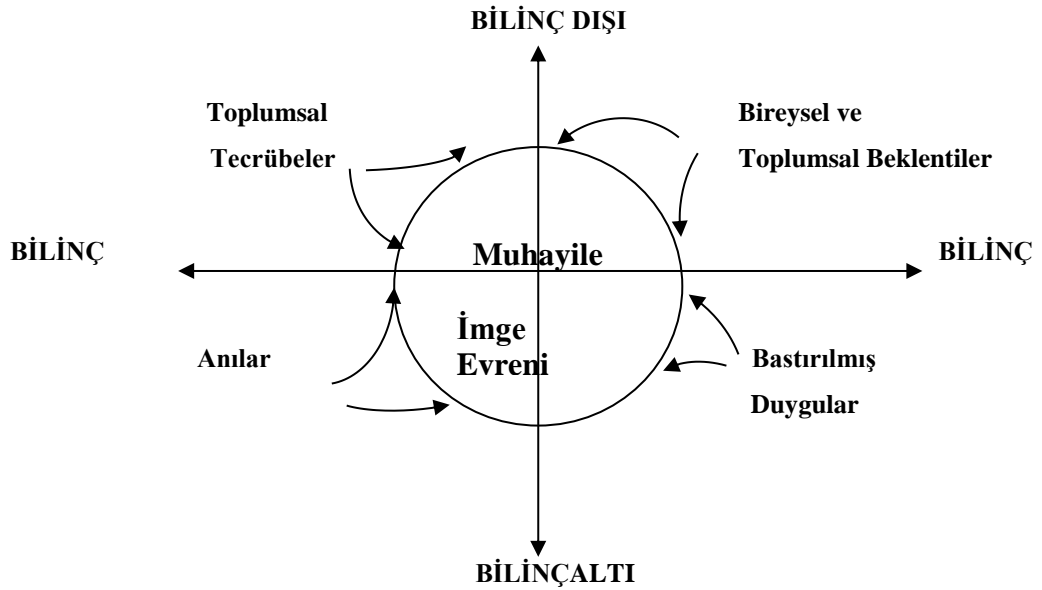 BİLİNÇ DIŞI
Toplumsal
Tecrübeler
Bireysel ve
Toplumsal Beklentiler
BİLİNÇ
Muhayile
BİLİNÇ
İmge
Evreni
Anılar
Bastırılmış
Duygular
BİLİNÇALTI